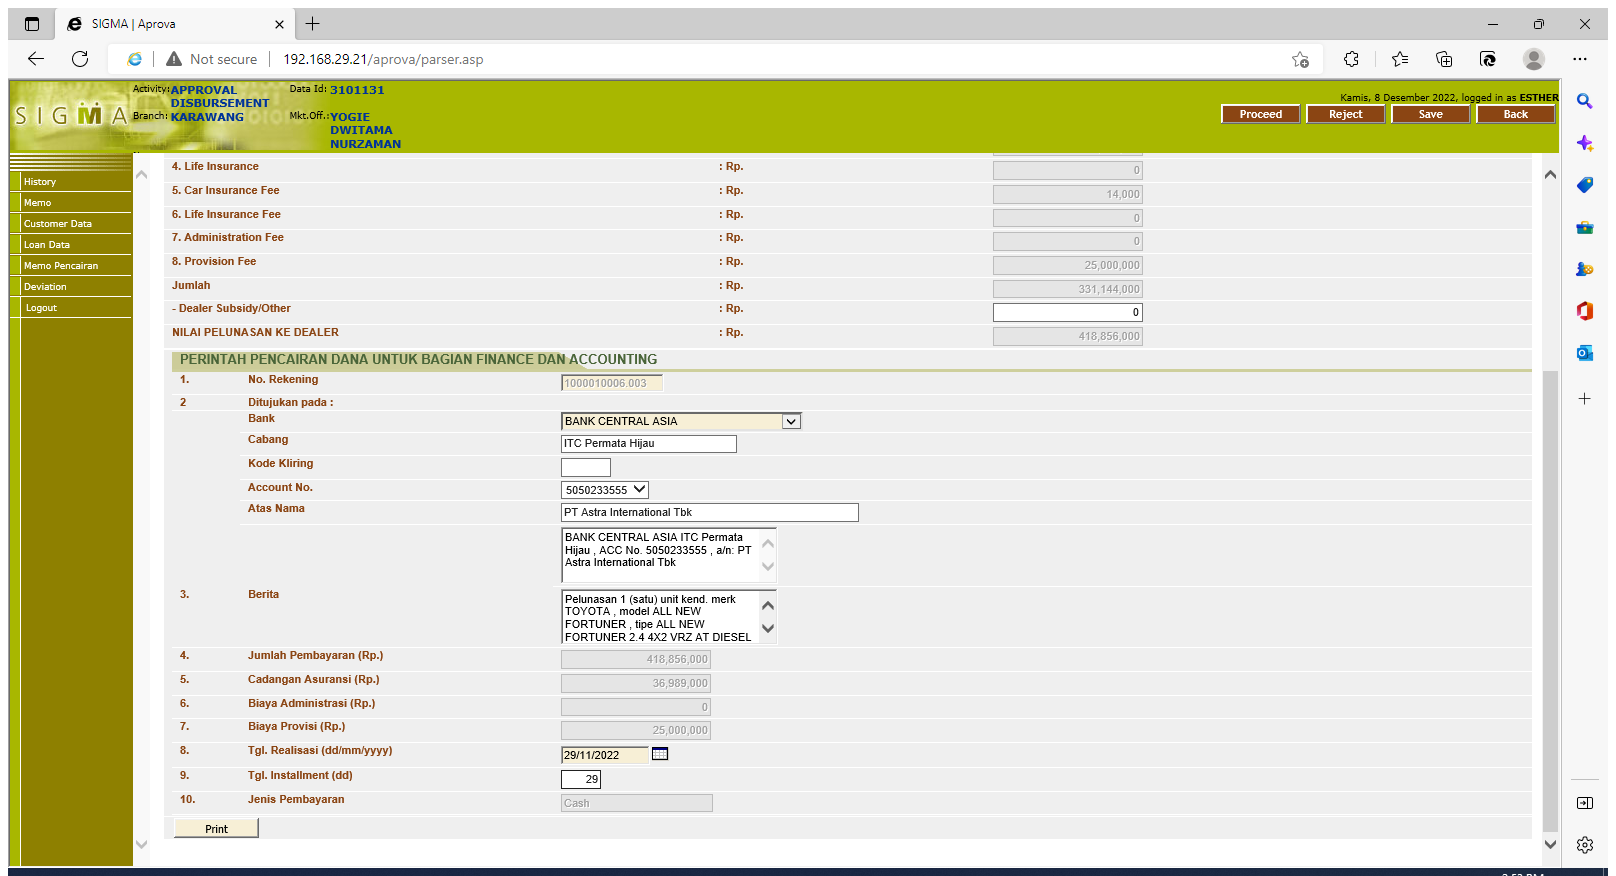 SIGMA | Aprova
Not secure
192.168.29.21/aprova/parser.asp
SIGMA
Activity: APPROVAL DISBURSEMENT
Data Id: 3101131
Branch: KARAWANG
Mkt.Off.: YOGIE DWITAMA NURZAMAN
Kamis, 8 Desember 2022, logged in as ESTHER
Proceed Reject Save Back
History
Memo
Customer Data
Loan Data
Memo Pencairan
Deviation
Logout
4. Life Insurance : Rp. 0
5. Car Insurance Fee : Rp. 14,000
6. Life Insurance Fee : Rp. 0
7. Administration Fee : Rp. 0
8. Provision Fee : Rp. 25,000,000
Jumlah : Rp. 331,144,000
- Dealer Subsidy/Other : Rp. 0
NILAI PELUNASAN KE DEALER : Rp. 418,856,000
PERINTAH PENCAIRAN DANA UNTUK BAGIAN FINANCE DAN ACCOUNTING
1. No. Rekening 1000010006.003
2 Ditujukan pada :
Bank BANK CENTRAL ASIA
Cabang ITC Permata Hijau
Kode Kliring
Account No. 5050233555
Atas Nama PT Astra International Tbk
BANK CENTRAL ASIA ITC Permata
Hijau , ACC No. 5050233555 , a/n: PT
Astra International Tbk
3. Berita Pelunasan 1 (satu) unit kend. merk
TOYOTA , model ALL NEW
FORTUNER , tipe ALL NEW
FORTUNER 2.4 4X2 VRZ AT DIESEL
4. Jumlah Pembayaran (Rp.) 418,856,000
5. Cadangan Asuransi (Rp.) 36,989,000
6. Biaya Administrasi (Rp.) 0
7. Biaya Provisi (Rp.) 25,000,000
8. Tgl. Realisasi (dd/mm/yyyy) 29/11/2022
9. Tgl. Installment (dd) 29
10. Jenis Pembayaran Cash
Print